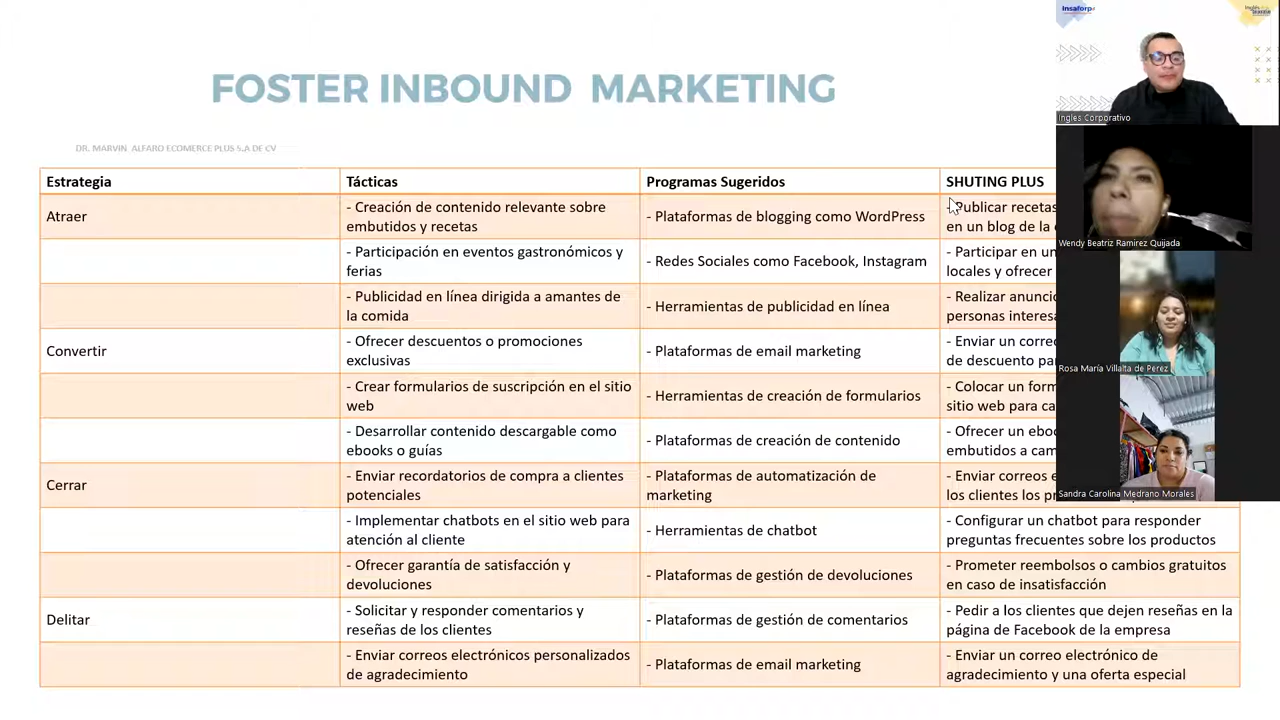 insaforp
FOSTER INBOUND MARKETING
Ingles Corporativo
DR. MARVIN ALFARO ECOMERCE PLUS S.A DE CV
Estrategia
Tácticas
Programas Sugeridos
SHUTING PLUS
Atraer
- Creación de contenido relevante sobre
embutidos y recetas
- Plataformas de blogging como WordPress
- Publicar recetas
en un blog de la
Wendy Beatriz Ramirez Quijada
- Participación en eventos gastronómicos y
ferias
- Redes Sociales como Facebook, Instagram
- Participar en un
locales y ofrecer
- Publicidad en línea dirigida a amantes de
la comida
- Herramientas de publicidad en línea
- Realizar anuncio
personas interesa
Convertir
- Ofrecer descuentos o promociones
exclusivas
- Plataformas de email marketing
- Enviar un corre
de descuento pa
Rosa María Villalta de Perez
- Crear formularios de suscripción en el sitio
web
- Herramientas de creación de formularios
- Colocar un form
sitio web para ca
- Desarrollar contenido descargable como
ebooks o guías
- Plataformas de creación de contenido
- Ofrecer un eboo
embutidos a cam
Cerrar
- Enviar recordatorios de compra a clientes
potenciales
- Plataformas de automatización de
marketing
- Enviar correos e
los clientes los pr
Sandra Carolina Medrano Morales
- Implementar chatbots en el sitio web para
atención al cliente
- Herramientas de chatbot
- Configurar un chatbot para responder
preguntas frecuentes sobre los productos
- Ofrecer garantía de satisfacción y
devoluciones
- Plataformas de gestión de devoluciones
- Prometer reembolsos o cambios gratuitos
en caso de insatisfacción
Delitar
- Solicitar y responder comentarios y
reseñas de los clientes
- Plataformas de gestión de comentarios
- Pedir a los clientes que dejen reseñas en la
página de Facebook de la empresa
- Enviar correos electrónicos personalizados
de agradecimiento
- Plataformas de email marketing
- Enviar un correo electrónico de
agradecimiento y una oferta especial